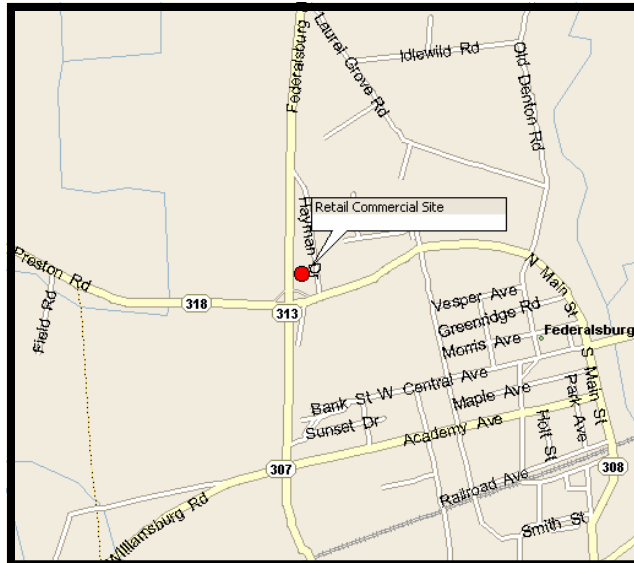 Federalsburg
Laurel Grove Rd
Idlewild Rd
Old Denton Rd
Retail Commercial Site
Hayman Dr
Preston Rd
Field Rd
318
313
N Main St
Vesper Ave
Greenridge Rd
Morris Ave
Federalsburg
Bank St W Central Ave
Maple Ave
S Main St
Park Ave
Sunset Dr
Academy Ave
Holt St
307
308
Railroad Ave
Williamsburg Rd
Smith St